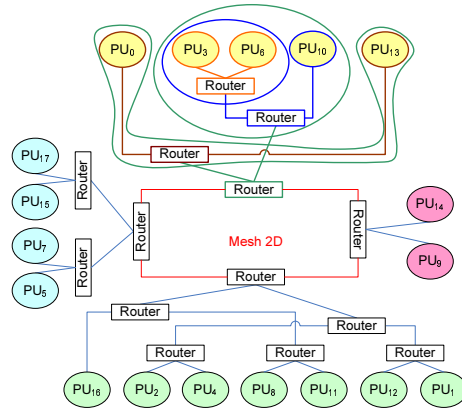 PU0 PU3 PU6 PU10 PU13
Router
Router
Router
PU17
Router
PU15
Router
PU14
Router
Mesh 2D
Router
PU7
Router
PU5
PU9
Router
Router
Router
Router Router Router
PU16 PU2 PU4 PU8 PU11 PU12 PU1